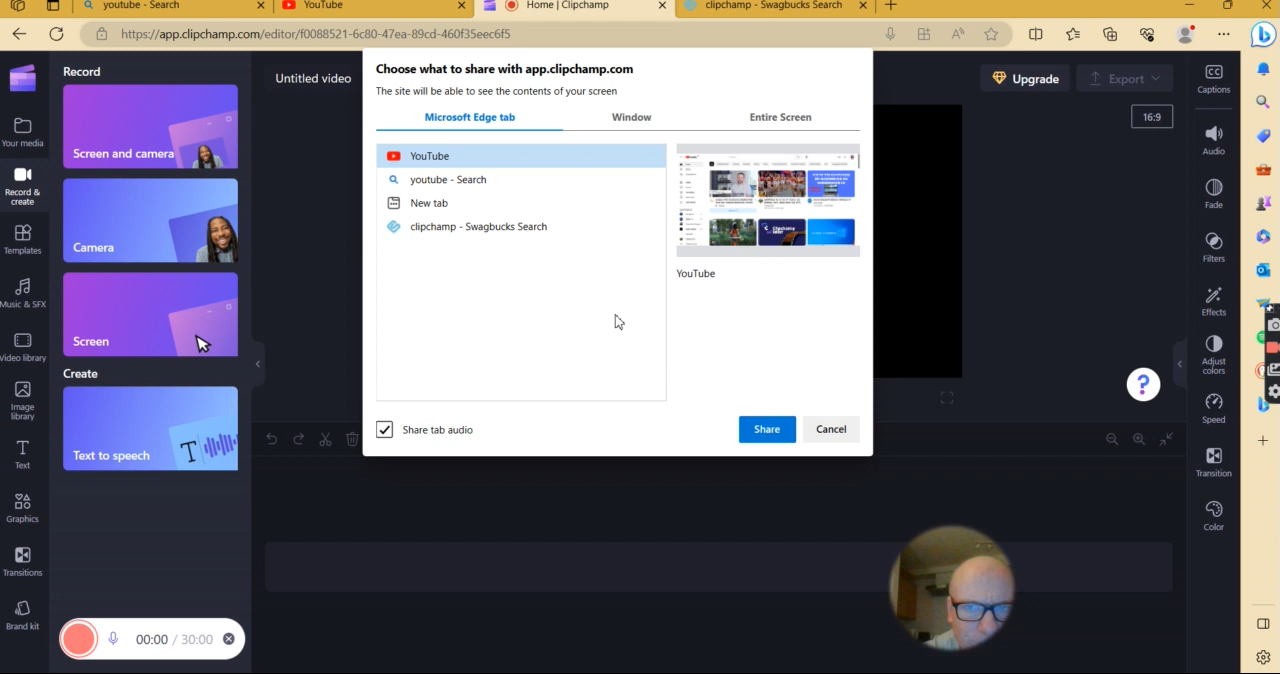 youtube - Search
YouTube
Home | Clipchamp
clipchamp - Swagbucks Search
https://app.clipchamp.com/editor/f0088521-6c80-47ea-89cd-460f35eec6f5
Your media
Record & create
Templates
Music & SFX
Video library
Image library
Text
Graphics
Transitions
Brand kit
Record
Screen and camera
Camera
Screen
Create
Text to speech
T
00:00 / 30:00
Untitled video
Choose what to share with app.clipchamp.com
The site will be able to see the contents of your screen
Microsoft Edge tab
Window
Entire Screen
YouTube
youtube - Search
New tab
clipchamp - Swagbucks Search
YouTube
Share tab audio
Share
Cancel
Upgrade
Export
16:9
?
Captions
Audio
Fade
Filters
Effects
Adjust colors
Speed
Transition
Color